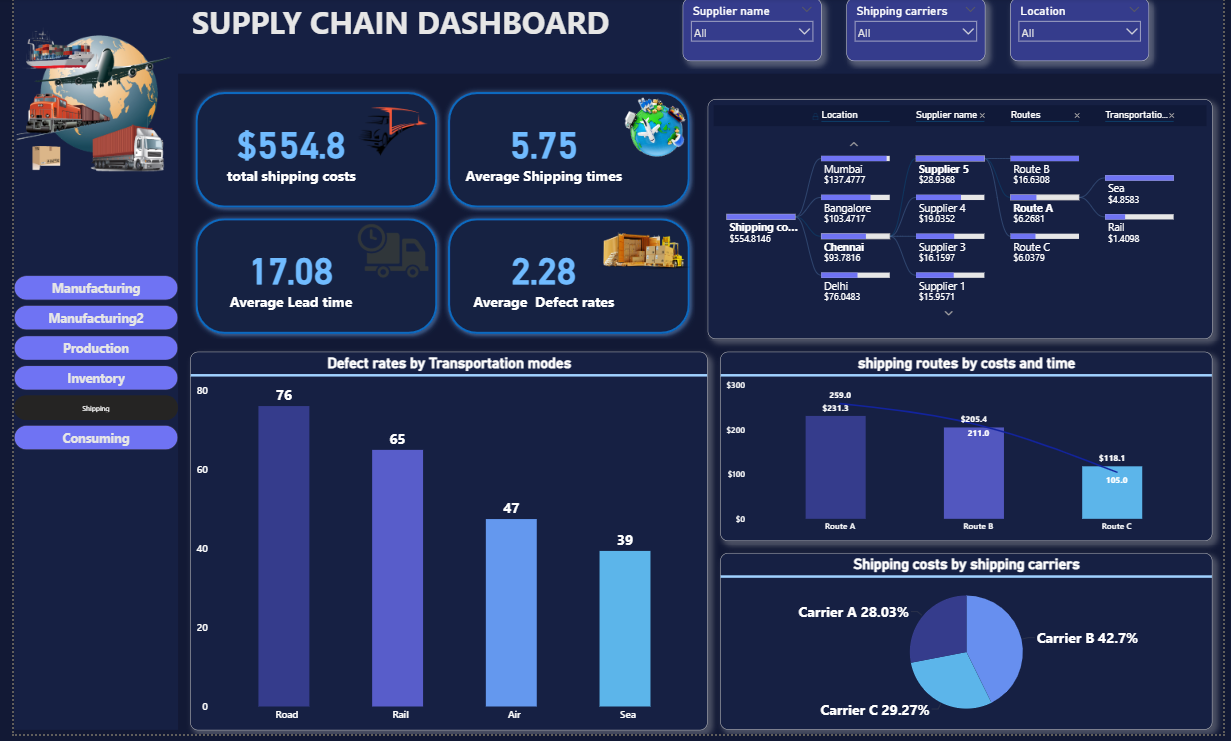 SUPPLY CHAIN DASHBOARD
Supplier name
All
Shipping carriers
All
Location
All
$554.8
total shipping costs
5.75
Average Shipping times
17.08
Average Lead time
2.28
Average Defect rates
Location
Supplier name
Routes
Transportatio...
Shipping co...
$554.8146
Mumbai
$137.4777
Bangalore
$103.4717
Chennai
$93.7816
Delhi
$76.0483
Supplier 5
$28.9368
Supplier 4
$19.0352
Supplier 3
$16.1597
Supplier 1
$15.9571
Route B
$16.6308
Route A
$6.2681
Route C
$6.0379
Sea
$4.8583
Rail
$1.4098
Manufacturing
Manufacturing2
Production
Inventory
Shipping
Consuming
Defect rates by Transportation modes
80
60
40
20
0
76
65
47
39
Road
Rail
Air
Sea
shipping routes by costs and time
$300
$200
$100
$0
259.0
$231.3
$205.4
211.0
$118.1
105.0
Route A
Route B
Route C
Shipping costs by shipping carriers
Carrier A 28.03%
Carrier B 42.7%
Carrier C 29.27%